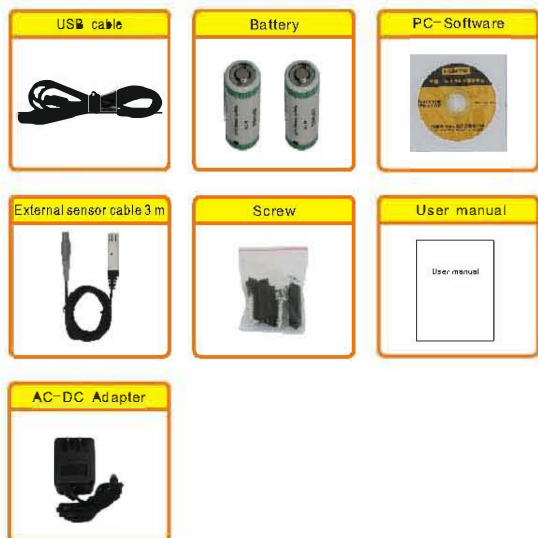 USB cable
Battery
PC-Software
External sensor cable 3 m
Screw
User manual
User manual
AC-DC Adapter